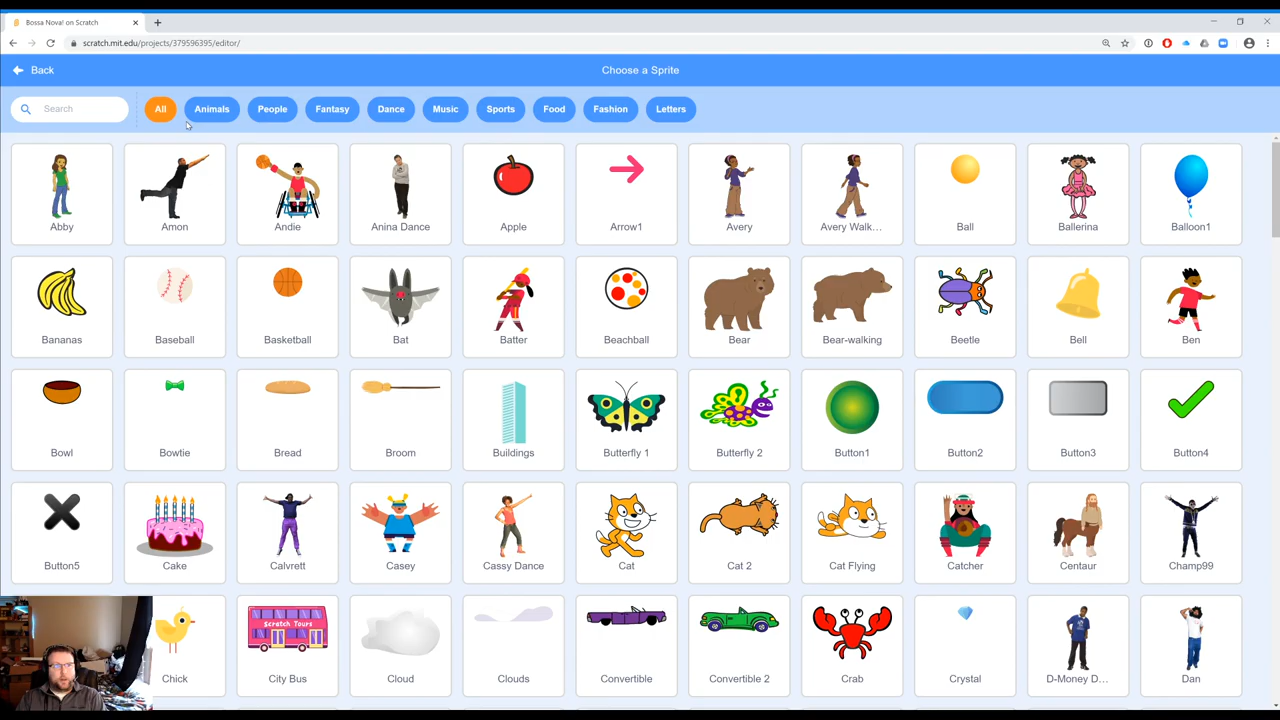 Bossa Nova! on Scratch
scratch.mit.edu/projects/379596395/editor/
Back
Choose a Sprite
Search
All
Animals
People
Fantasy
Dance
Music
Sports
Food
Fashion
Letters
Abby
Amon
Andie
Anina Dance
Apple
Arrow1
Avery
Avery Walk...
Ball
Ballerina
Balloon1
Bananas
Baseball
Basketball
Bat
Batter
Beachball
Bear
Bear-walking
Beetle
Bell
Ben
Bowl
Bowtie
Bread
Broom
Buildings
Butterfly 1
Butterfly 2
Button1
Button2
Button3
Button4
Button5
Cake
Calvrett
Casey
Cassy Dance
Cat
Cat 2
Cat Flying
Catcher
Centaur
Champ99
Scratch Tours
Chick
City Bus
Cloud
Clouds
Convertible
Convertible 2
Crab
Crystal
D-Money D...
Dan